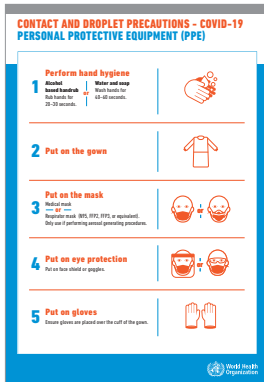 CONTACT AND DROPLET PRECAUTIONS - COVID-19
PERSONAL PROTECTIVE EQUIPMENT (PPE)
1
Perform hand hygiene
Alcohol
based handrub
Rub hands for
20–30 seconds.
or
Water and soap
Wash hands for
40–60 seconds.
2
Put on the gown
3
Put on the mask
Medical mask
or
Respirator mask (N95, FFP2, FFP3, or equivalent).
Only use if performing aerosol generating procedures.
or
4
Put on eye protection
Put on face shield or goggles.
or
5
Put on gloves
Ensure gloves are placed over the cuff of the gown.
World Health
Organization